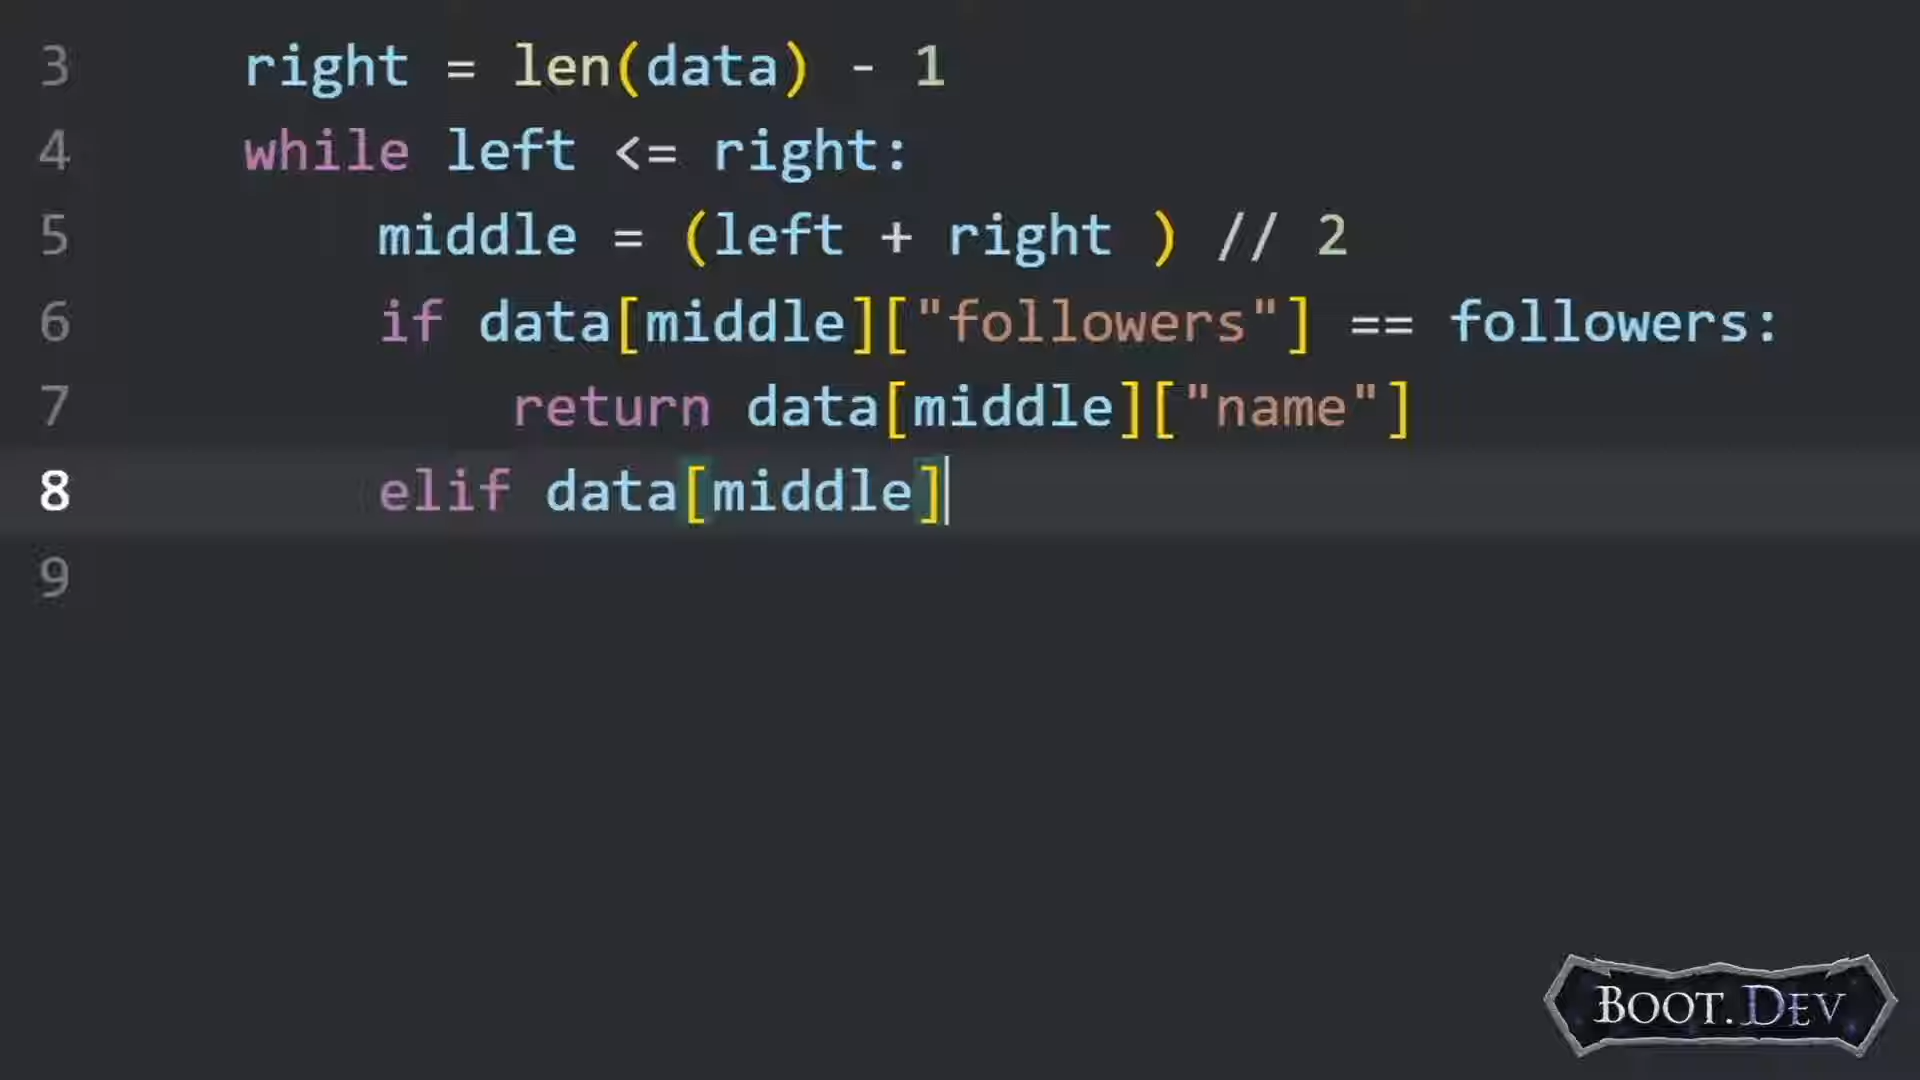 3 right = len(data) - 1
4 while left <= right:
5 middle = (left + right ) // 2
6 if data[middle]["followers"] == followers:
7 return data[middle]["name"]
8 elif data[middle]
9
BOOT.DEV